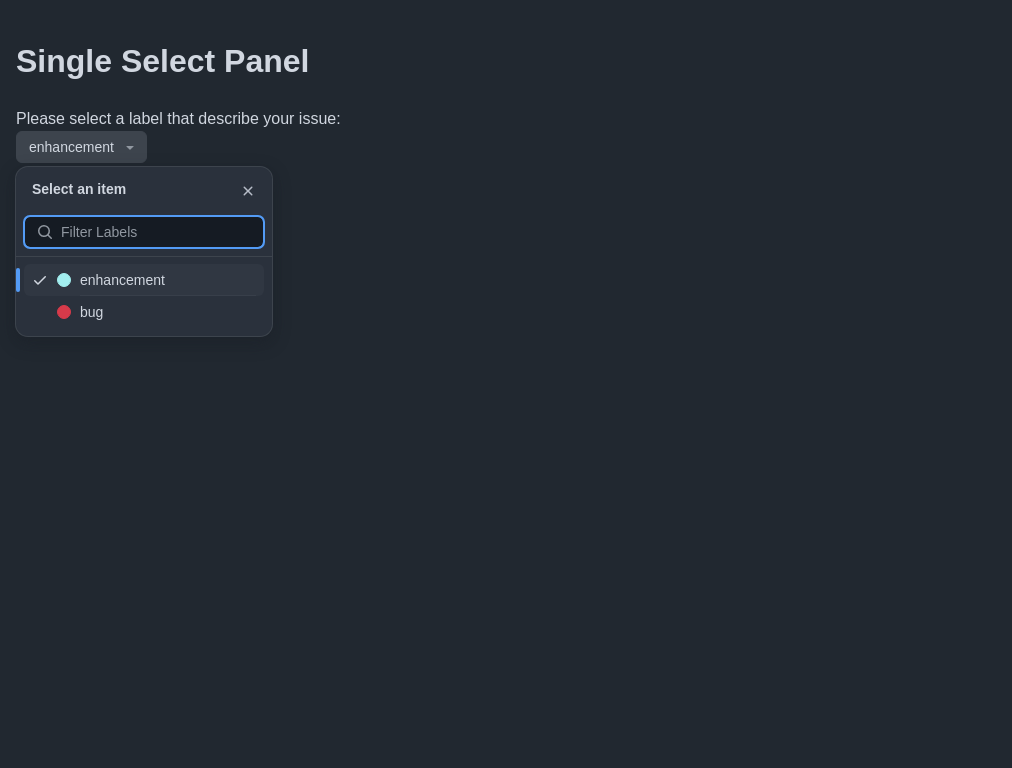 Single Select Panel
Please select a label that describe your issue:
enhancement
Select an item
Filter Labels
enhancement
bug